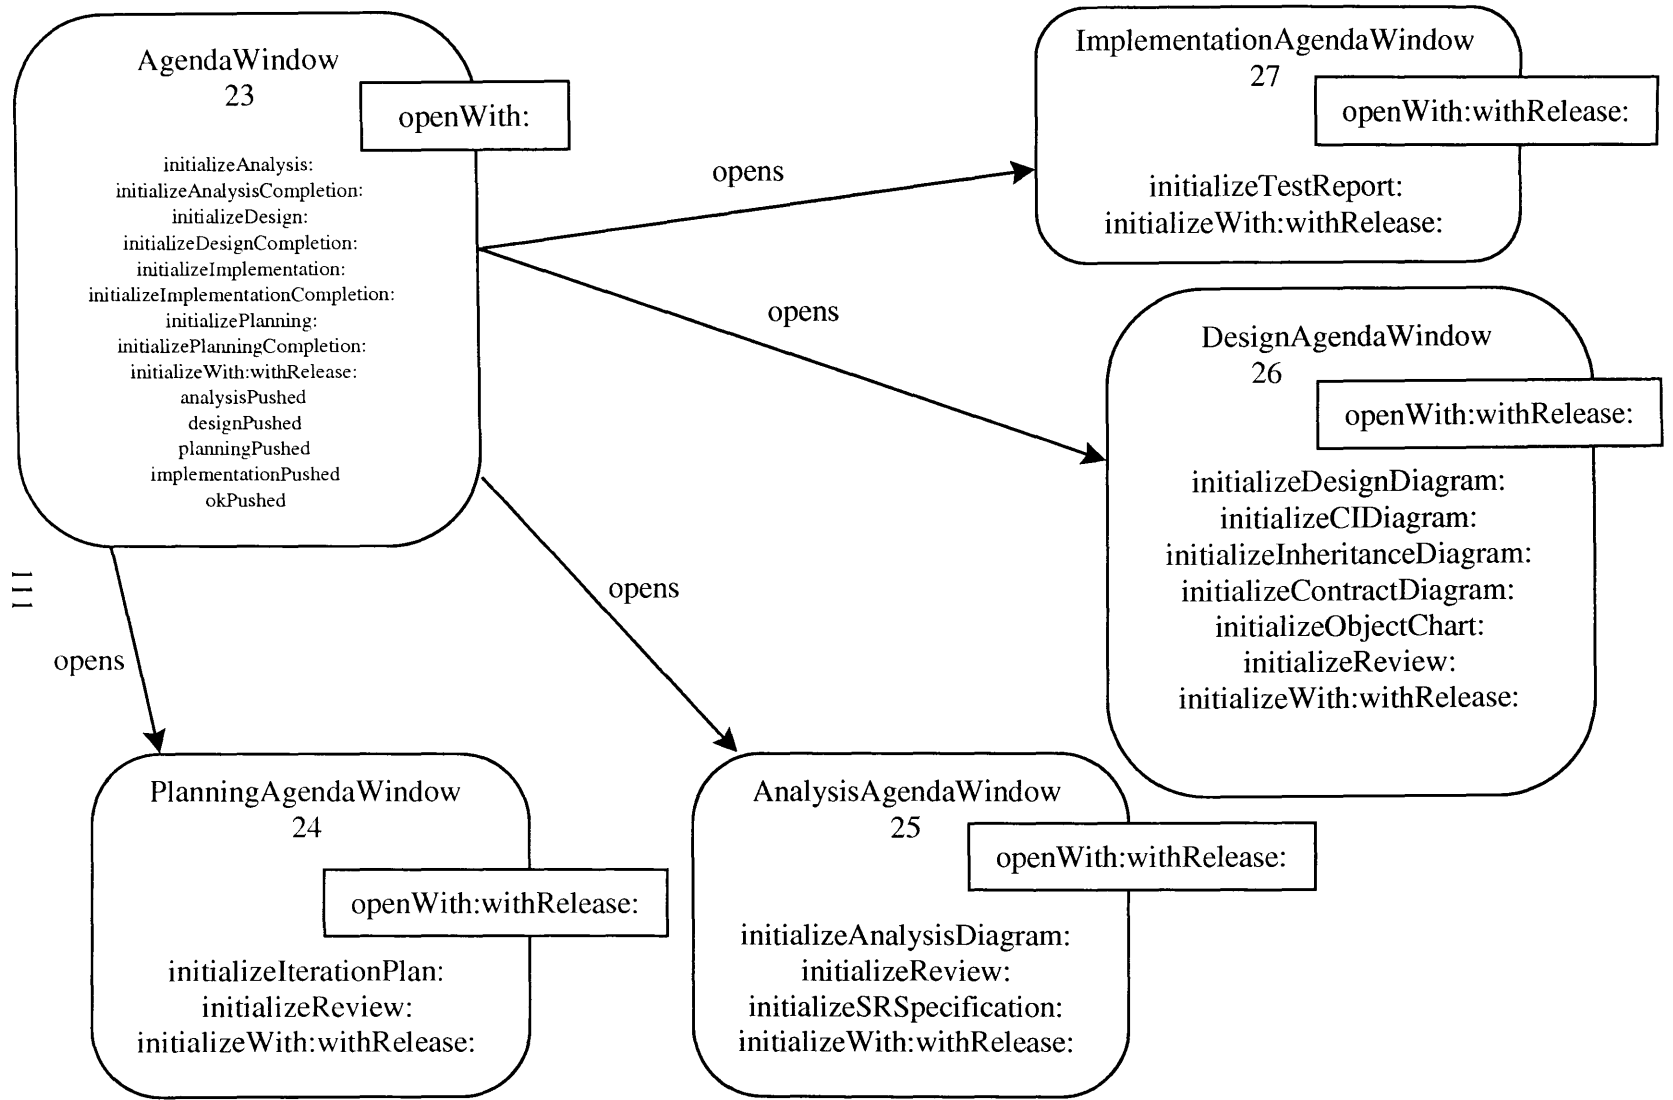 AgendaWindow
23
openWith:
initializeAnalysis:
initializeAnalysisCompletion:
initializeDesign:
initializeDesignCompletion:
initializeImplementation:
initializeImplementationCompletion:
initializePlanning:
initializePlanningCompletion:
initializeWith:withRelease:
analysisPushed
designPushed
planningPushed
implementationPushed
okPushed
opens
ImplementationAgendaWindow
27
openWith:withRelease:
initializeTestReport:
initializeWith:withRelease:
opens
DesignAgendaWindow
26
openWith:withRelease:
initializeDesignDiagram:
initializeCIDiagram:
initializeInheritanceDiagram:
initializeContractDiagram:
initializeObjectChart:
initializeReview:
initializeWith:withRelease:
111
opens
opens
PlanningAgendaWindow
24
openWith:withRelease:
initializeIterationPlan:
initializeReview:
initializeWith:withRelease:
AnalysisAgendaWindow
25
openWith:withRelease:
initializeAnalysisDiagram:
initializeReview:
initializeSRSpecification:
initializeWith:withRelease: